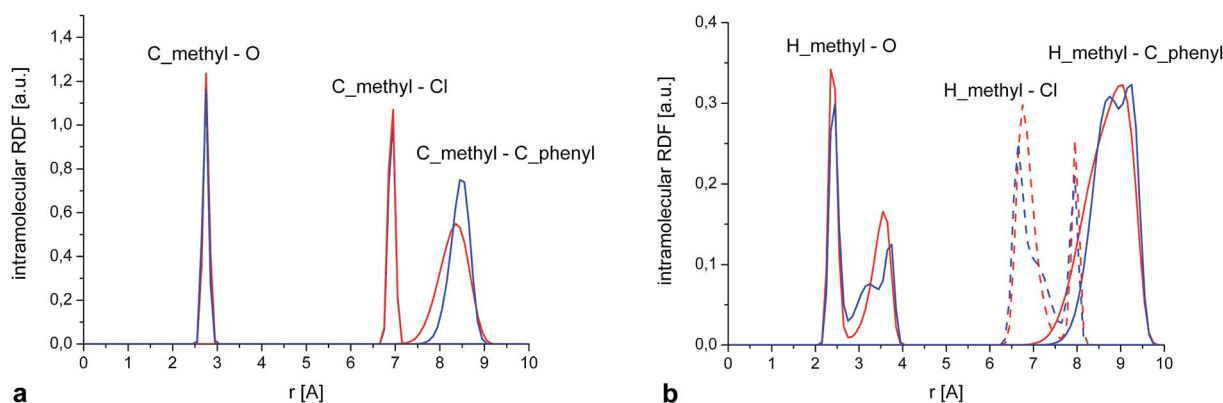 1,4
1,2
1,0
0,8
0,6
0,4
0,2
0,0
intramolecular RDF [a.u.]
C_methyl - O
C_methyl - Cl
C_methyl - C_phenyl
0 1 2 3 4 5 6 7 8 9 10
r [A]
a
0,4
0,3
0,2
0,1
0,0
intramolecular RDF [a.u.]
H_methyl - O
H_methyl - C_phenyl
H_methyl - Cl
0 1 2 3 4 5 6 7 8 9 10
r [A]
b